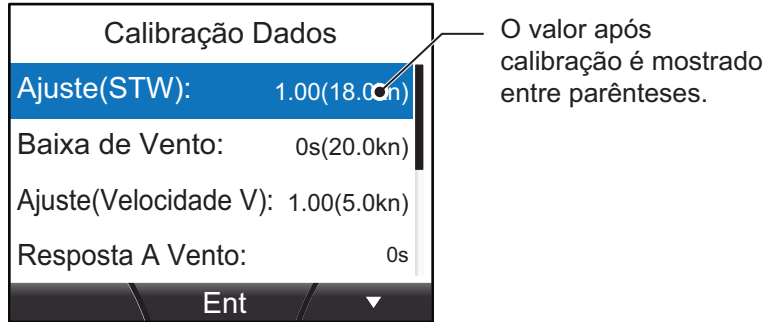 Calibração Dados
Ajuste(STW): 1.00(18.0kn)
Baixa de Vento: 0s(20.0kn)
Ajuste(Velocidade V): 1.00(5.0kn)
Resposta A Vento: 0s
Ent
O valor após
calibração é mostrado
entre parênteses.